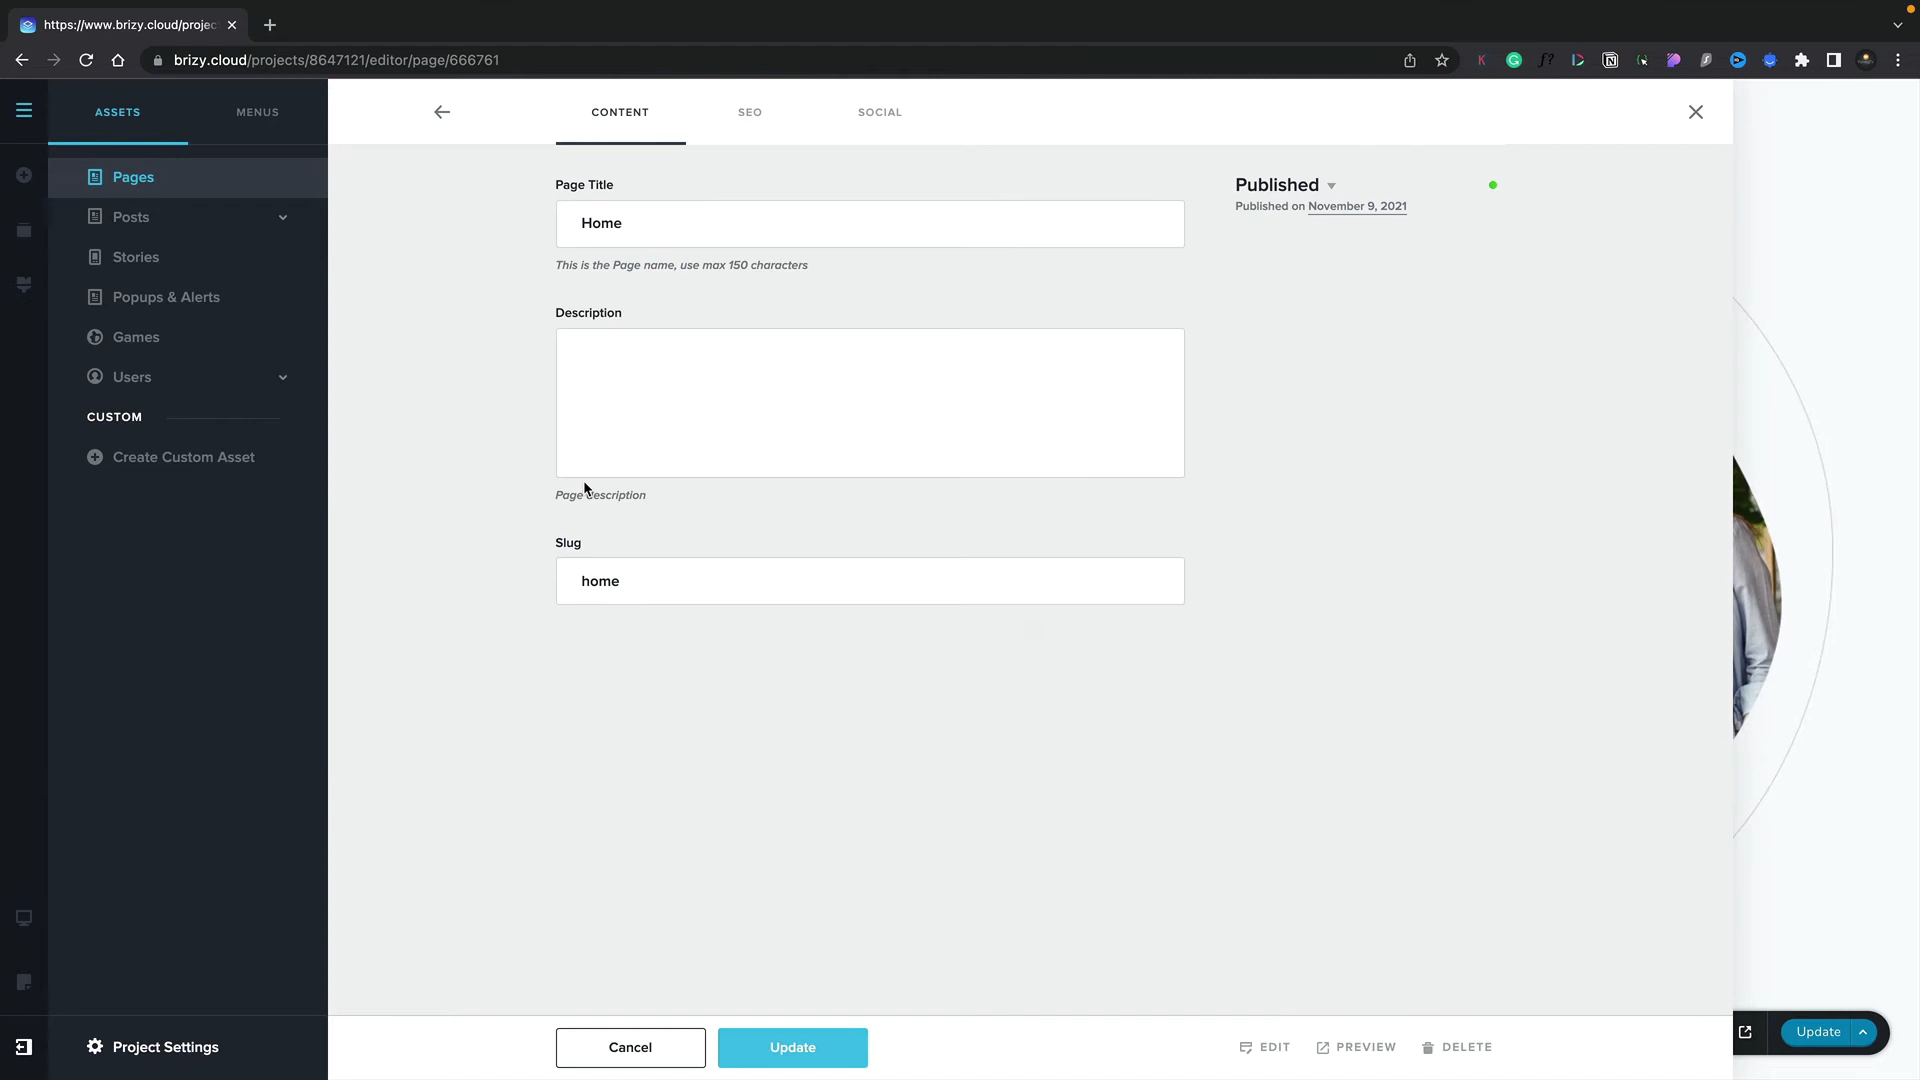 https://www.brizy.cloud/projec
brizy.cloud/projects/8647121/editor/page/666761
ASSETS
MENUS
CONTENT
SEO
SOCIAL
Pages
Posts
Stories
Popups & Alerts
Games
Users
CUSTOM
Create Custom Asset
Project Settings
Page Title
Home
This is the Page name, use max 150 characters
Description
Page description
Slug
home
Published
Published on November 9, 2021
Cancel
Update
EDIT
PREVIEW
DELETE
Update